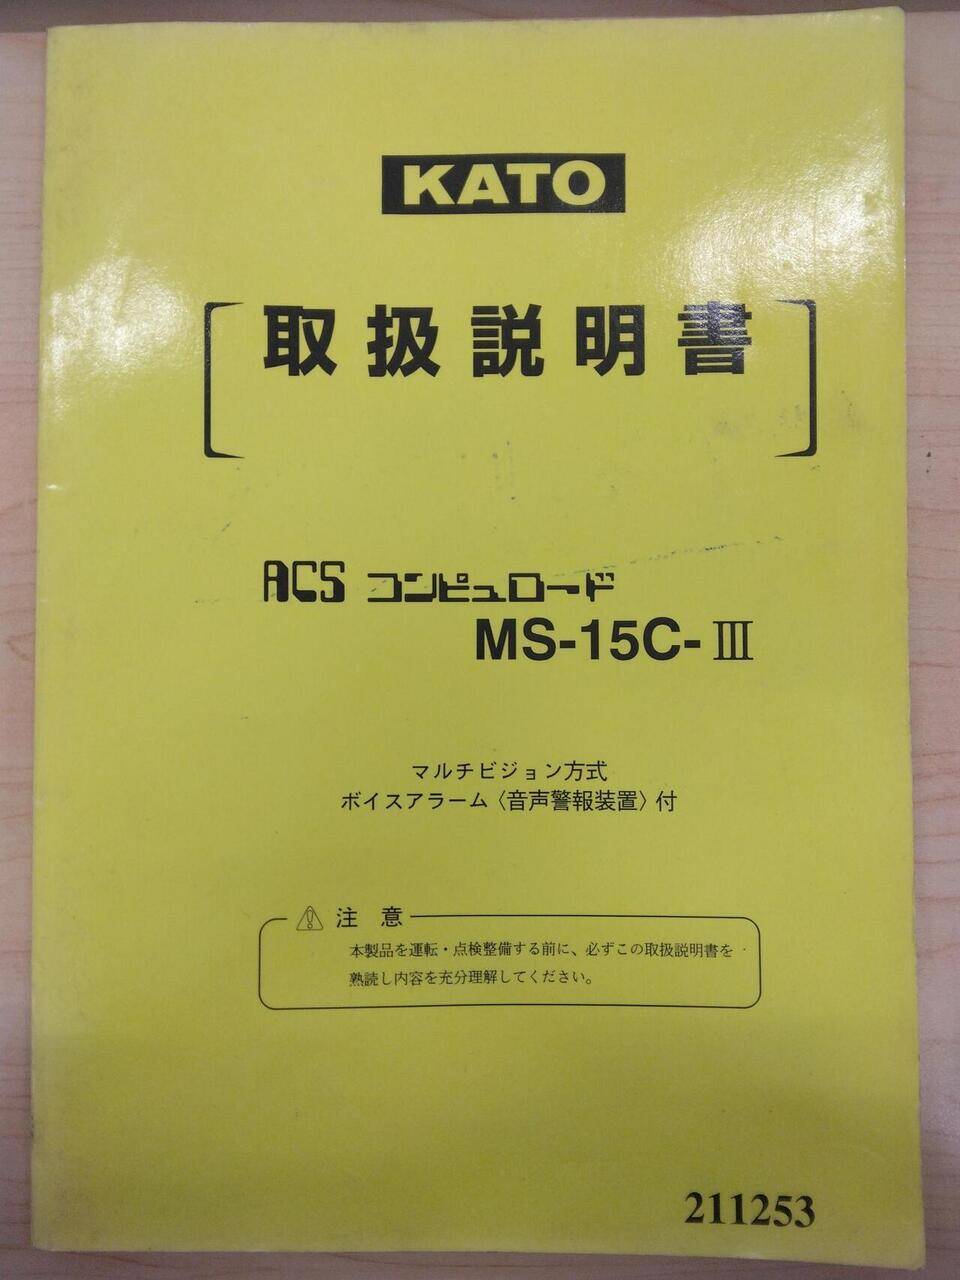 KATO
取扱説明書
ACS コンピュロード
MS-15C-III
マルチビジョン方式
ボイスアラーム〈音声警報装置〉付
注 意
本製品を運転・点検整備する前に、必ずこの取扱説明書を
熟読し内容を充分理解してください。
211253